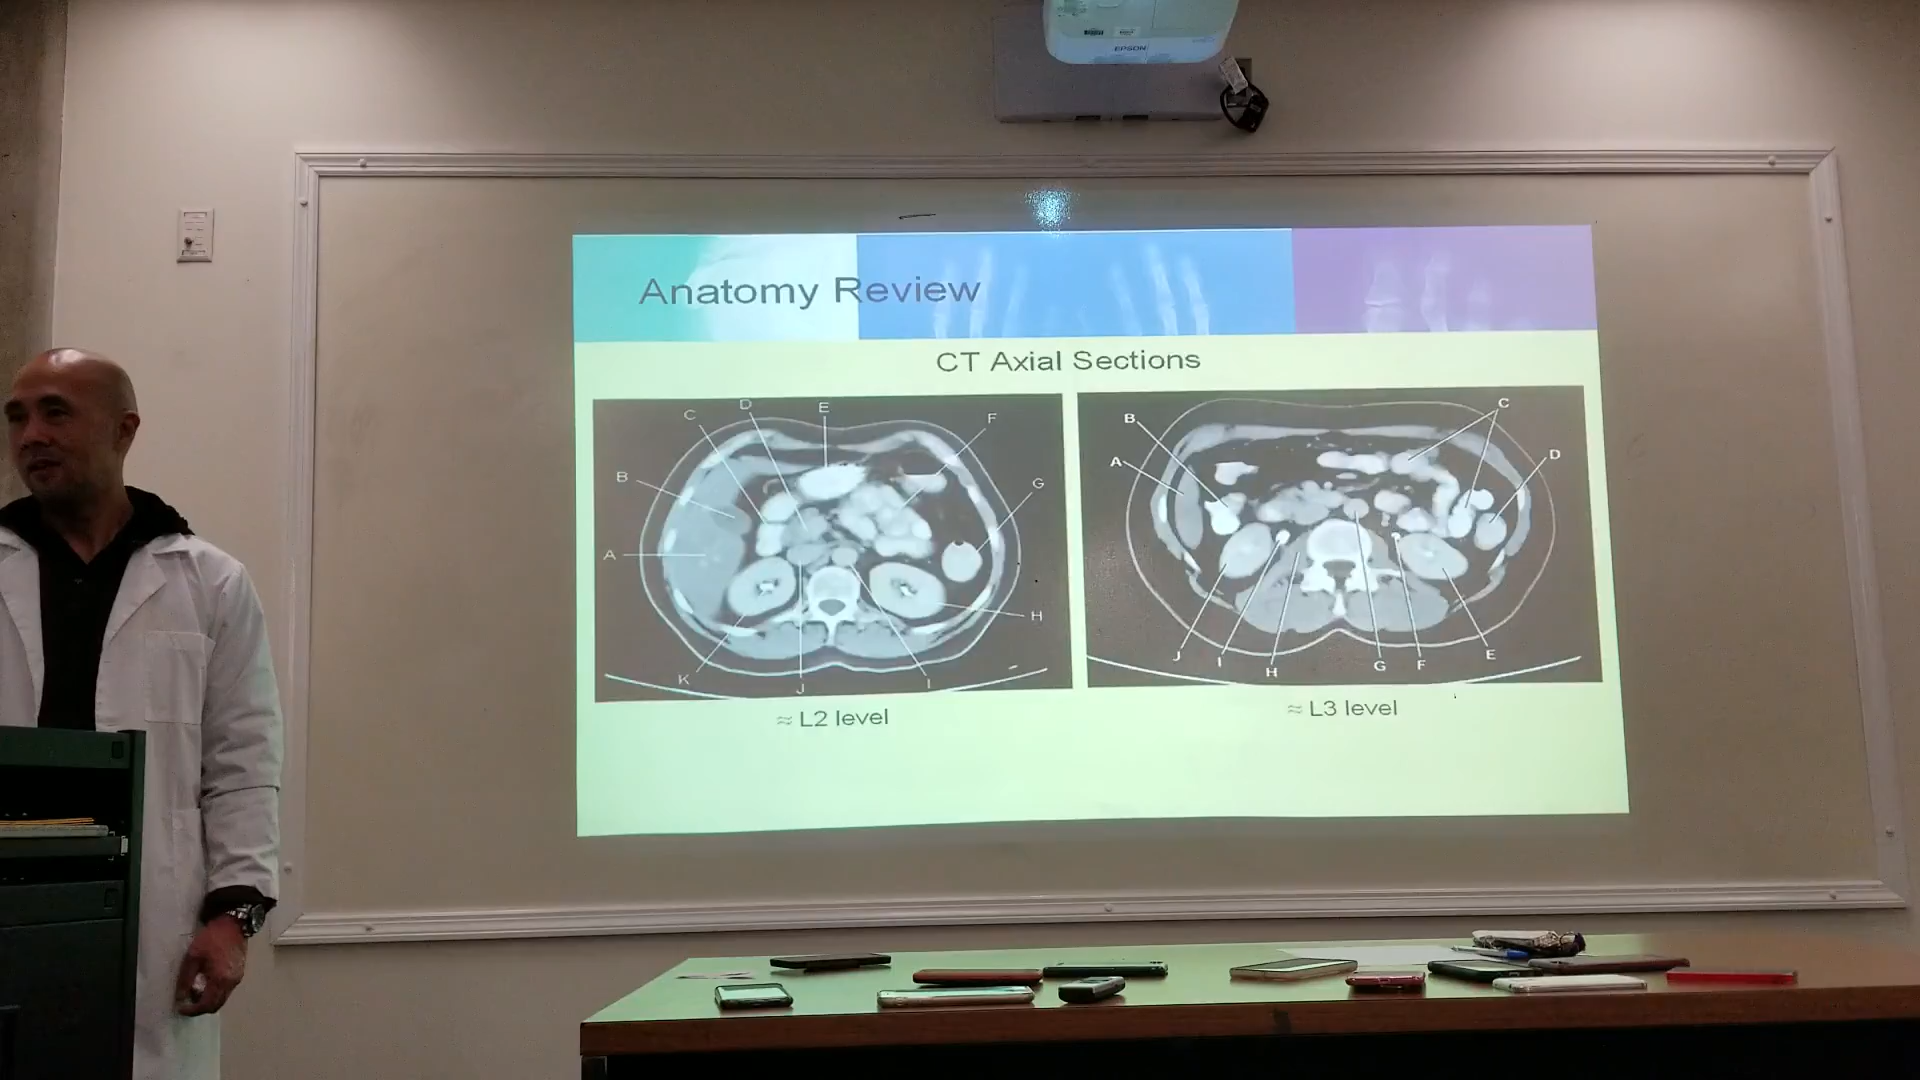 EPSON
Anatomy Review
CT Axial Sections
C D E F
B G
A H
K J I
B C
A D
J I H G F E
≈ L2 level
≈ L3 level